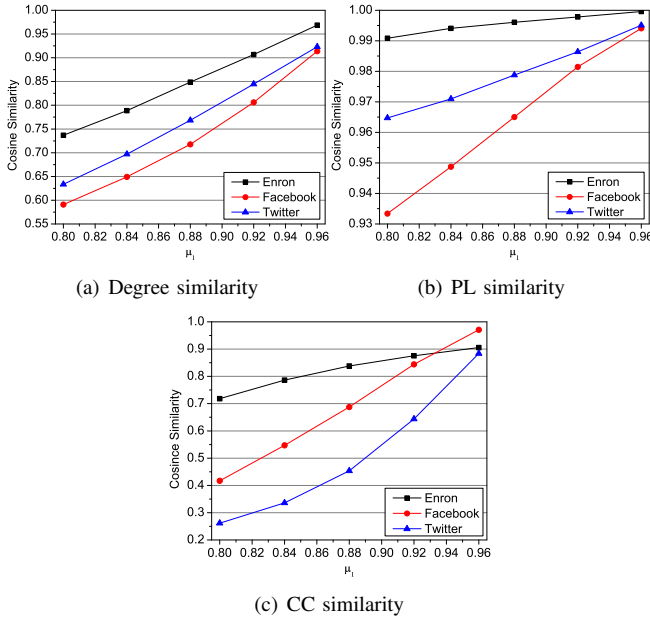 1.00
0.95
0.90
0.85
0.80
0.75
0.70
0.65
0.60
0.55
Cosine Similarity
Enron
Facebook
Twitter
0.80 0.82 0.84 0.86 0.88 0.90 0.92 0.94 0.96
μ₁
(a) Degree similarity
1.00
0.99
0.98
0.97
0.96
0.95
0.94
0.93
Cosine Similarity
Enron
Facebook
Twitter
0.80 0.82 0.84 0.86 0.88 0.90 0.92 0.94 0.96
μ₁
(b) PL similarity
1.0
0.9
0.8
0.7
0.6
0.5
0.4
0.3
0.2
Cosince Similarity
Enron
Facebook
Twitter
0.80 0.82 0.84 0.86 0.88 0.90 0.92 0.94 0.96
μ₁
(c) CC similarity